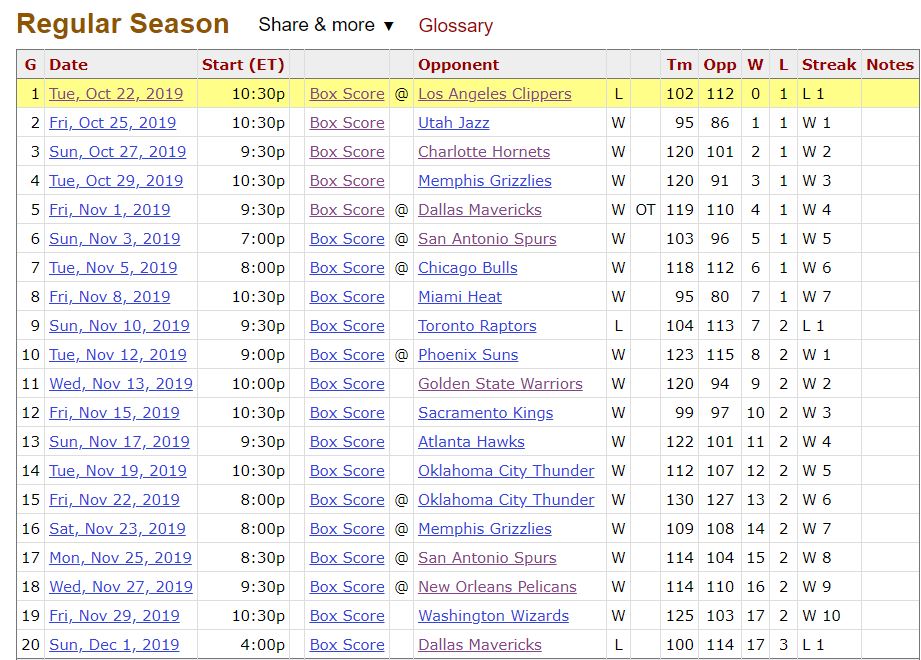 Regular Season Share & more ▼ Glossary
G Date Start (ET) Opponent Tm Opp W L Streak Notes
1 Tue, Oct 22, 2019 10:30p Box Score @ Los Angeles Clippers L 102 112 0 1 L 1
2 Fri, Oct 25, 2019 10:30p Box Score Utah Jazz W 95 86 1 1 W 1
3 Sun, Oct 27, 2019 9:30p Box Score Charlotte Hornets W 120 101 2 1 W 2
4 Tue, Oct 29, 2019 10:30p Box Score Memphis Grizzlies W 120 91 3 1 W 3
5 Fri, Nov 1, 2019 9:30p Box Score @ Dallas Mavericks W OT 119 110 4 1 W 4
6 Sun, Nov 3, 2019 7:00p Box Score @ San Antonio Spurs W 103 96 5 1 W 5
7 Tue, Nov 5, 2019 8:00p Box Score @ Chicago Bulls W 118 112 6 1 W 6
8 Fri, Nov 8, 2019 10:30p Box Score Miami Heat W 95 80 7 1 W 7
9 Sun, Nov 10, 2019 9:30p Box Score Toronto Raptors L 104 113 7 2 L 1
10 Tue, Nov 12, 2019 9:00p Box Score @ Phoenix Suns W 123 115 8 2 W 1
11 Wed, Nov 13, 2019 10:00p Box Score Golden State Warriors W 120 94 9 2 W 2
12 Fri, Nov 15, 2019 10:30p Box Score Sacramento Kings W 99 97 10 2 W 3
13 Sun, Nov 17, 2019 9:30p Box Score Atlanta Hawks W 122 101 11 2 W 4
14 Tue, Nov 19, 2019 10:30p Box Score Oklahoma City Thunder W 112 107 12 2 W 5
15 Fri, Nov 22, 2019 8:00p Box Score @ Oklahoma City Thunder W 130 127 13 2 W 6
16 Sat, Nov 23, 2019 8:00p Box Score @ Memphis Grizzlies W 109 108 14 2 W 7
17 Mon, Nov 25, 2019 8:30p Box Score @ San Antonio Spurs W 114 104 15 2 W 8
18 Wed, Nov 27, 2019 9:30p Box Score @ New Orleans Pelicans W 114 110 16 2 W 9
19 Fri, Nov 29, 2019 10:30p Box Score Washington Wizards W 125 103 17 2 W 10
20 Sun, Dec 1, 2019 4:00p Box Score Dallas Mavericks L 100 114 17 3 L 1